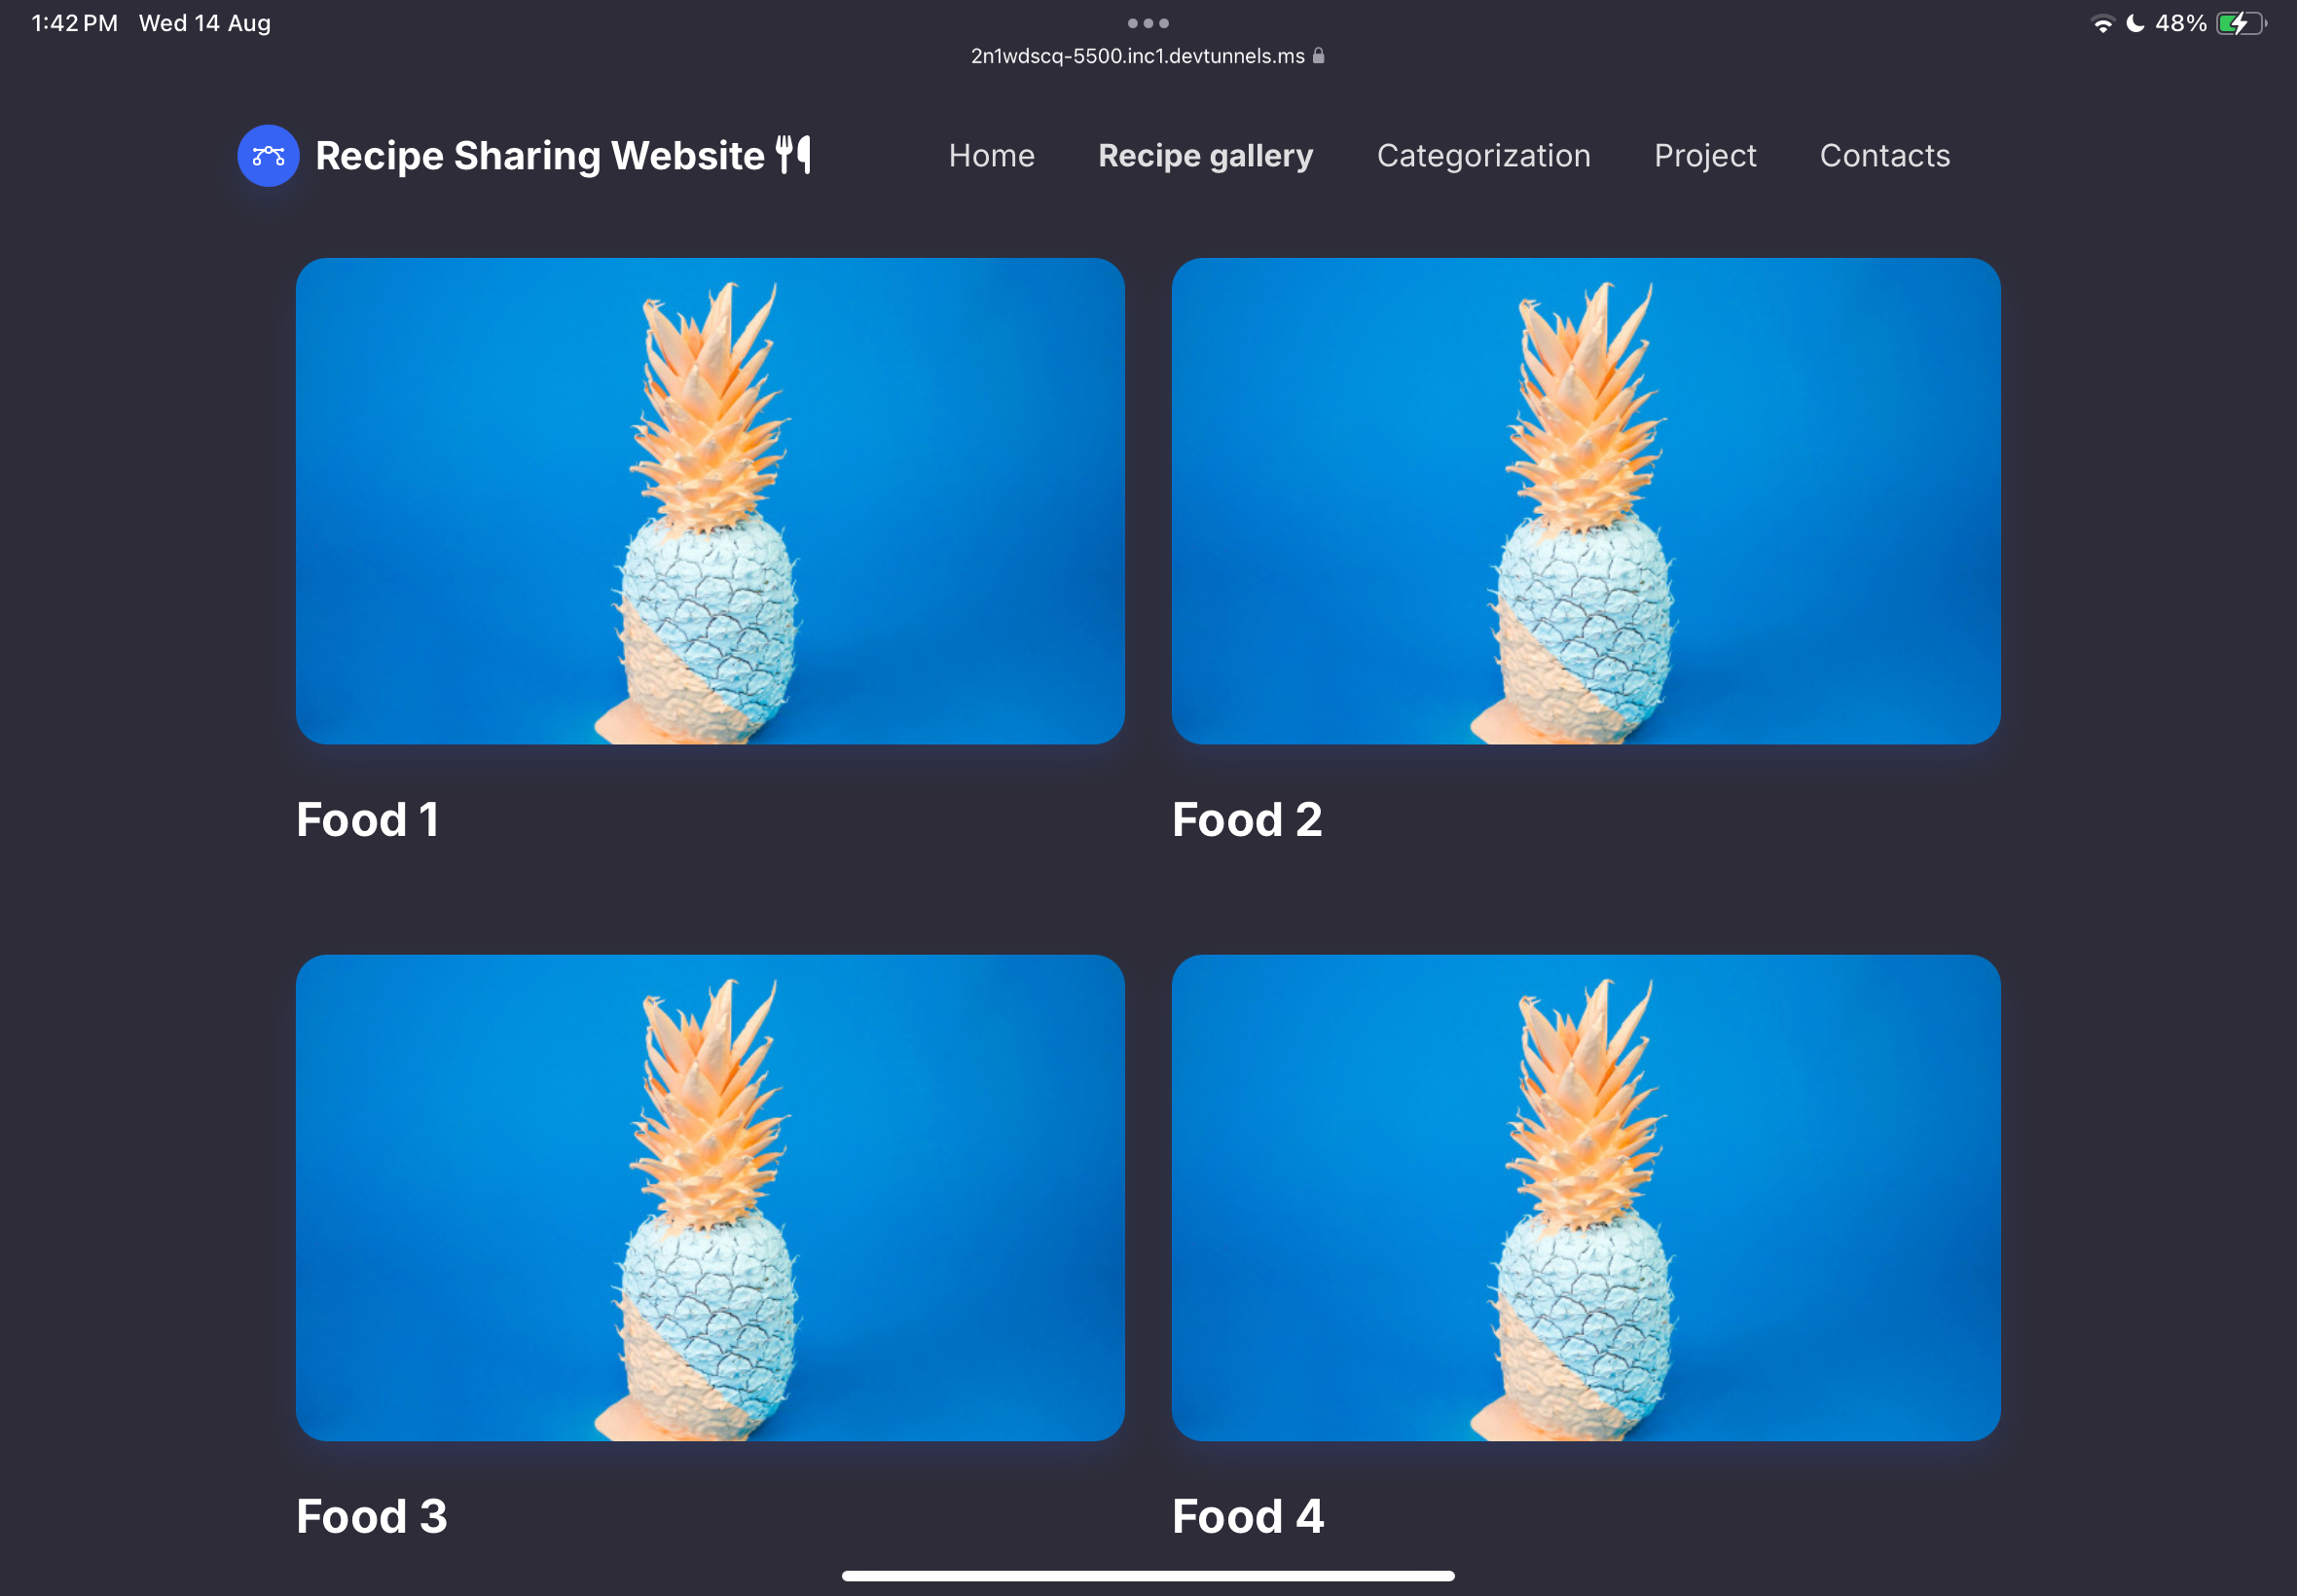 1:42 PM Wed 14 Aug
48%
2n1wdscq-5500.inc1.devtunnels.ms
Recipe Sharing Website
Home Recipe gallery Categorization Project Contacts
Food 1
Food 2
Food 3
Food 4